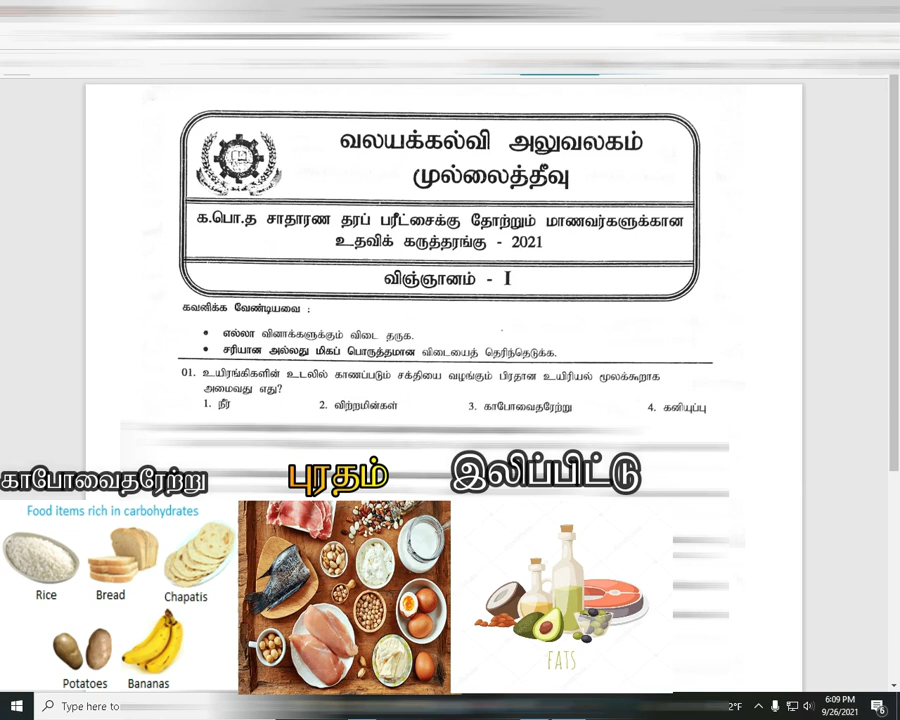 வலயக்கல்வி அலுவலகம்
முல்லைத்தீவு
க.பொ.த சாதாரண தரப் பரீட்சைக்கு தோற்றும் மாணவர்களுக்கான
உதவிக் கருத்தரங்கு - 2021
விஞ்ஞானம் - I
கவனிக்க வேண்டியவை :
• எல்லா வினாக்களுக்கும் விடை தருக.
• சரியான அல்லது மிகப் பொருத்தமான விடையைத் தெரிந்தெடுக்க.
01. உயிரங்கிகளின் உடலில் காணப்படும் சக்தியை வழங்கும் பிரதான உயிரியல் மூலக்கூறாக
அமைவது எது?
1. நீர் 2. விற்றமின்கள் 3. காபோவைதரேற்று 4. கனியுப்பு
காபோவைதரேற்று புரதம் இலிப்பிட்டு
Food items rich in carbohydrates
Rice Bread Chapatis
Potatoes Bananas
FATS
Type here to
2°F 6:09 PM
9/26/2021
6